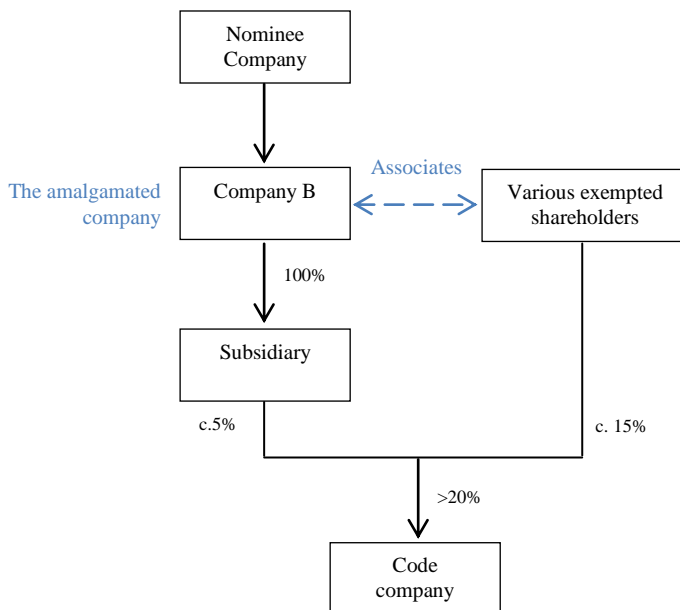 Nominee
Company
Associates
The amalgamated
company
Company B
Various exempted
shareholders
100%
Subsidiary
c.5%
c. 15%
>20%
Code
company